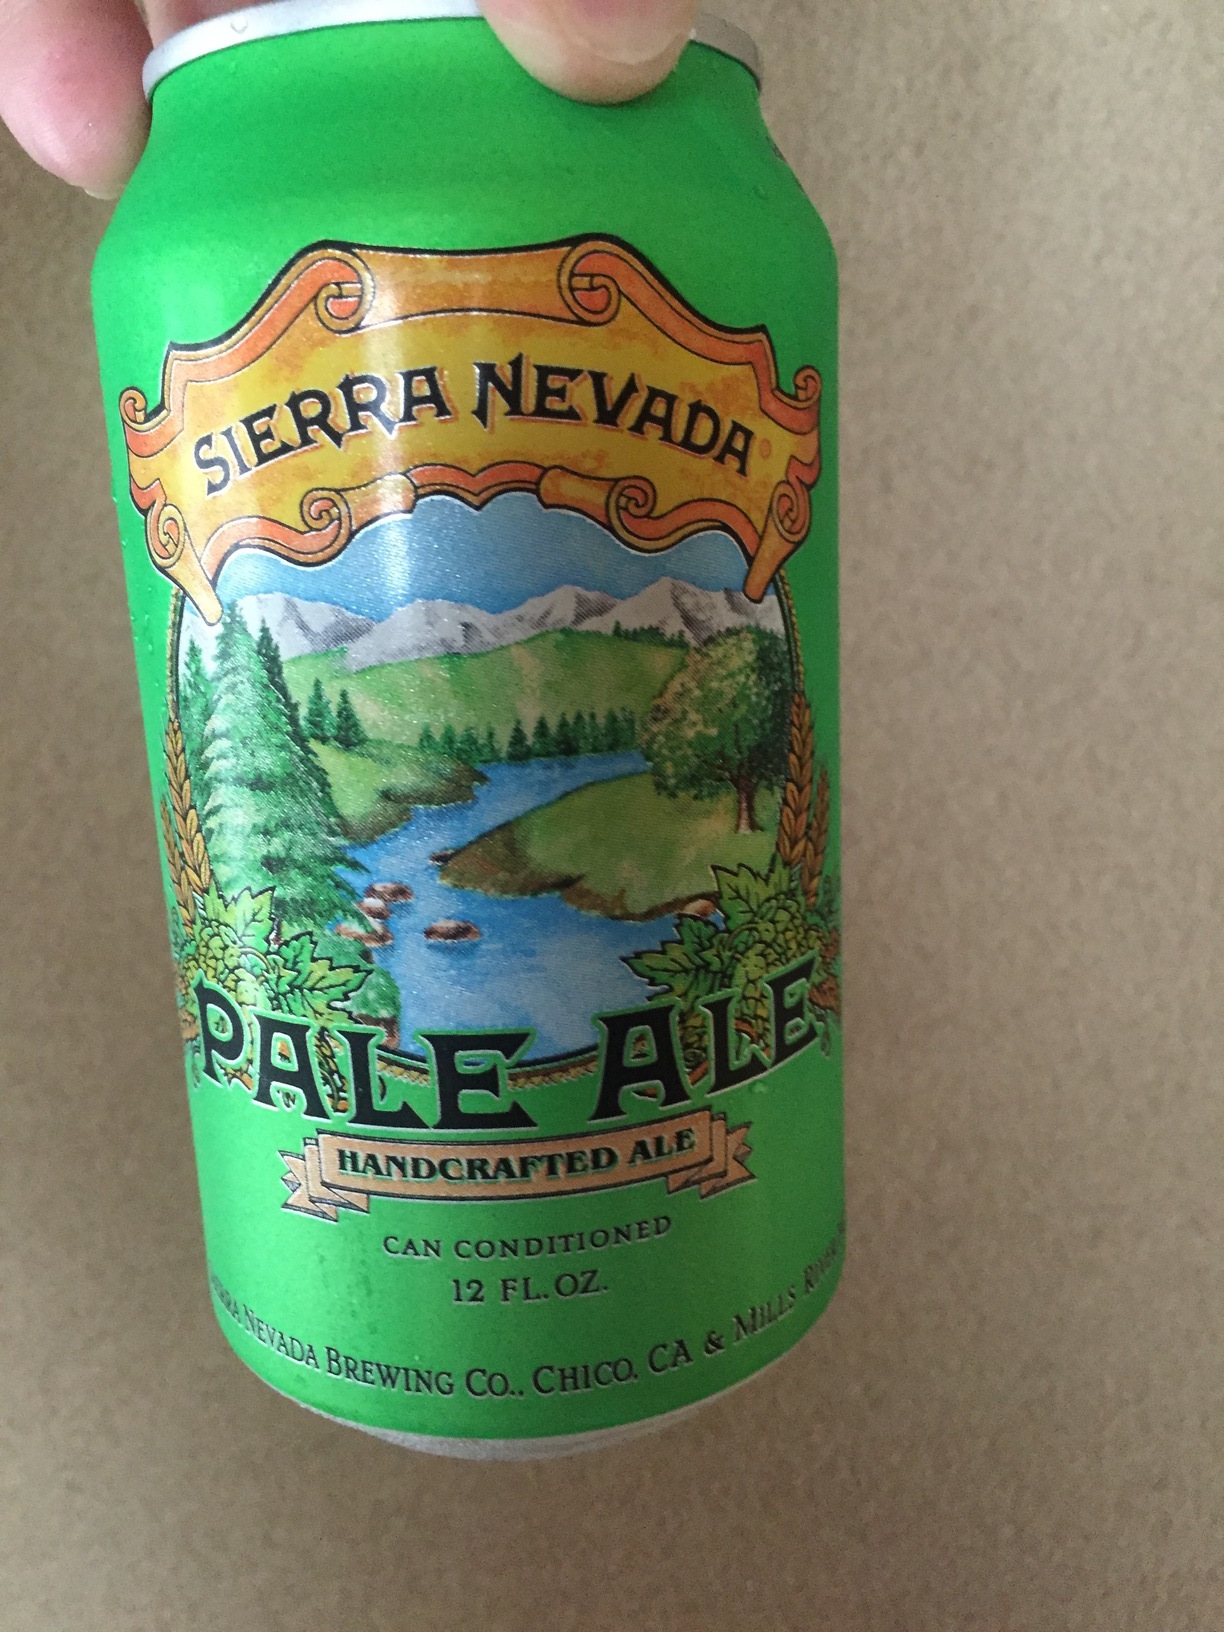 SIERRA NEVADA
PALE ALE
HANDCRAFTED ALE
CAN CONDITIONED
12 FL. OZ.
NEVADA BREWING CO., CHICO, CA & MILLS